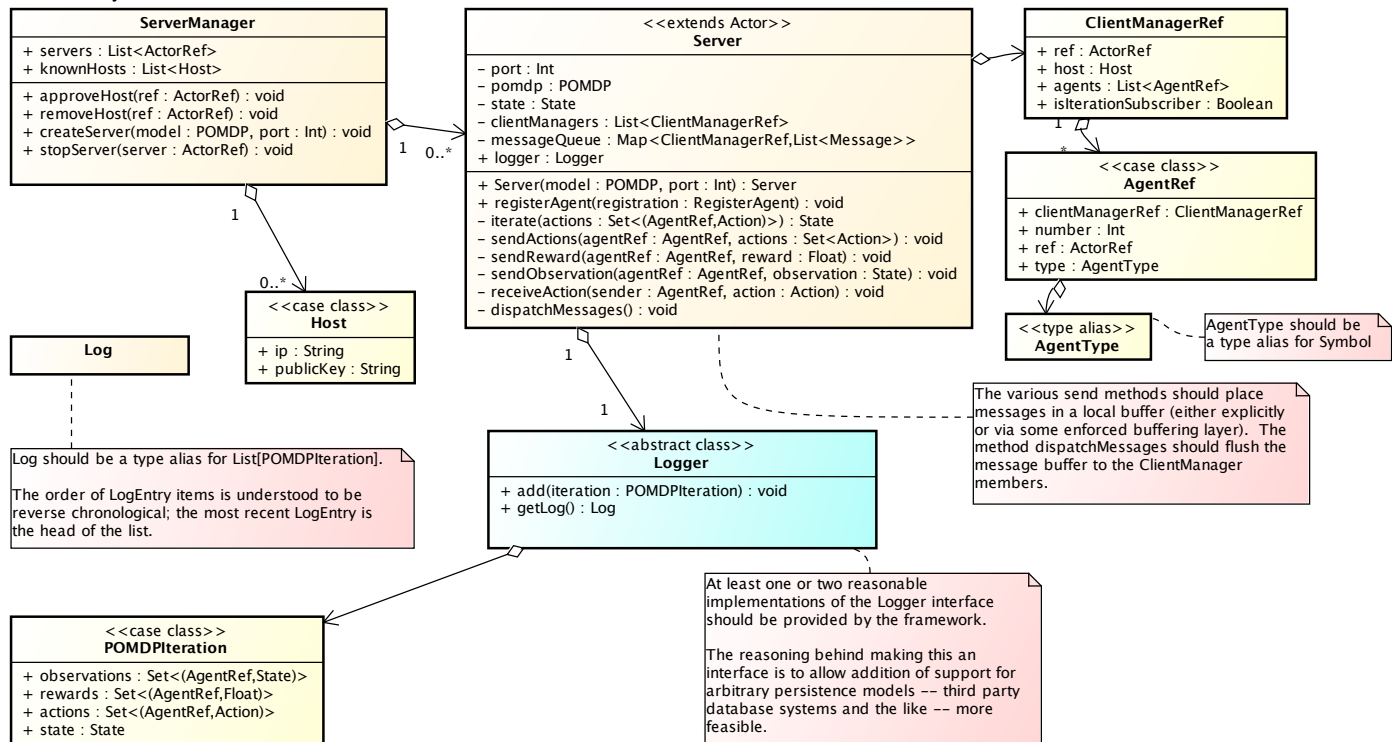 ServerManager
+ servers : List<ActorRef>
+ knownHosts : List<Host>
+ approveHost(ref : ActorRef) : void
+ removeHost(ref : ActorRef) : void
+ createServer(model : POMDP, port : Int) : void
+ stopServer(server : ActorRef) : void
1
0..*
1
0..*
<<extends Actor>>
Server
– port : Int
– pomdp : POMDP
– state : State
– clientManagers : List<ClientManagerRef>
– messageQueue : Map<ClientManagerRef,List<Message>>
+ logger : Logger
+ Server(model : POMDP, port : Int) : Server
+ registerAgent(registration : RegisterAgent) : void
– iterate(actions : Set<(AgentRef,Action)>) : State
– sendActions(agentRef : AgentRef, actions : Set<Action>) : void
– sendReward(agentRef : AgentRef, reward : Float) : void
– sendObservation(agentRef : AgentRef, observation : State) : void
– receiveAction(sender : AgentRef, action : Action) : void
– dispatchMessages() : void
1
1
ClientManagerRef
+ ref : ActorRef
+ host : Host
+ agents : List<AgentRef>
+ isIterationSubscriber : Boolean
1
*
<<case class>>
AgentRef
+ clientManagerRef : ClientManagerRef
+ number : Int
+ ref : ActorRef
+ type : AgentType
<<type alias>>
AgentType
AgentType should be
a type alias for Symbol
<<case class>>
Host
+ ip : String
+ publicKey : String
Log
Log should be a type alias for List[POMDPIteration].
The order of LogEntry items is understood to be
reverse chronological; the most recent LogEntry is
the head of the list.
The various send methods should place
messages in a local buffer (either explicitly
or via some enforced buffering layer). The
method dispatchMessages should flush the
message buffer to the ClientManager
members.
<<abstract class>>
Logger
+ add(iteration : POMDPIteration) : void
+ getLog() : Log
At least one or two reasonable
implementations of the Logger interface
should be provided by the framework.
The reasoning behind making this an
interface is to allow addition of support for
arbitrary persistence models -- third party
database systems and the like -- more
feasible.
<<case class>>
POMDPIteration
+ observations : Set<(AgentRef,State)>
+ rewards : Set<(AgentRef,Float)>
+ actions : Set<(AgentRef,Action)>
+ state : State